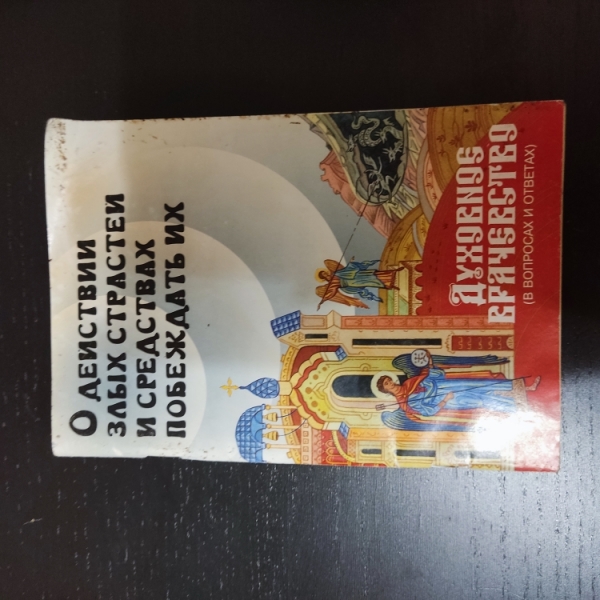 О ДЕЙСТВИИ
ЗЛЫХ СТРАСТЕЙ
И СРЕДСТВАХ
ПОБЕЖДАТЬ ИХ
ДУХОВНОЕ
ВРАЧЕВСТВО
(В ВОПРОСАХ И ОТВЕТАХ)